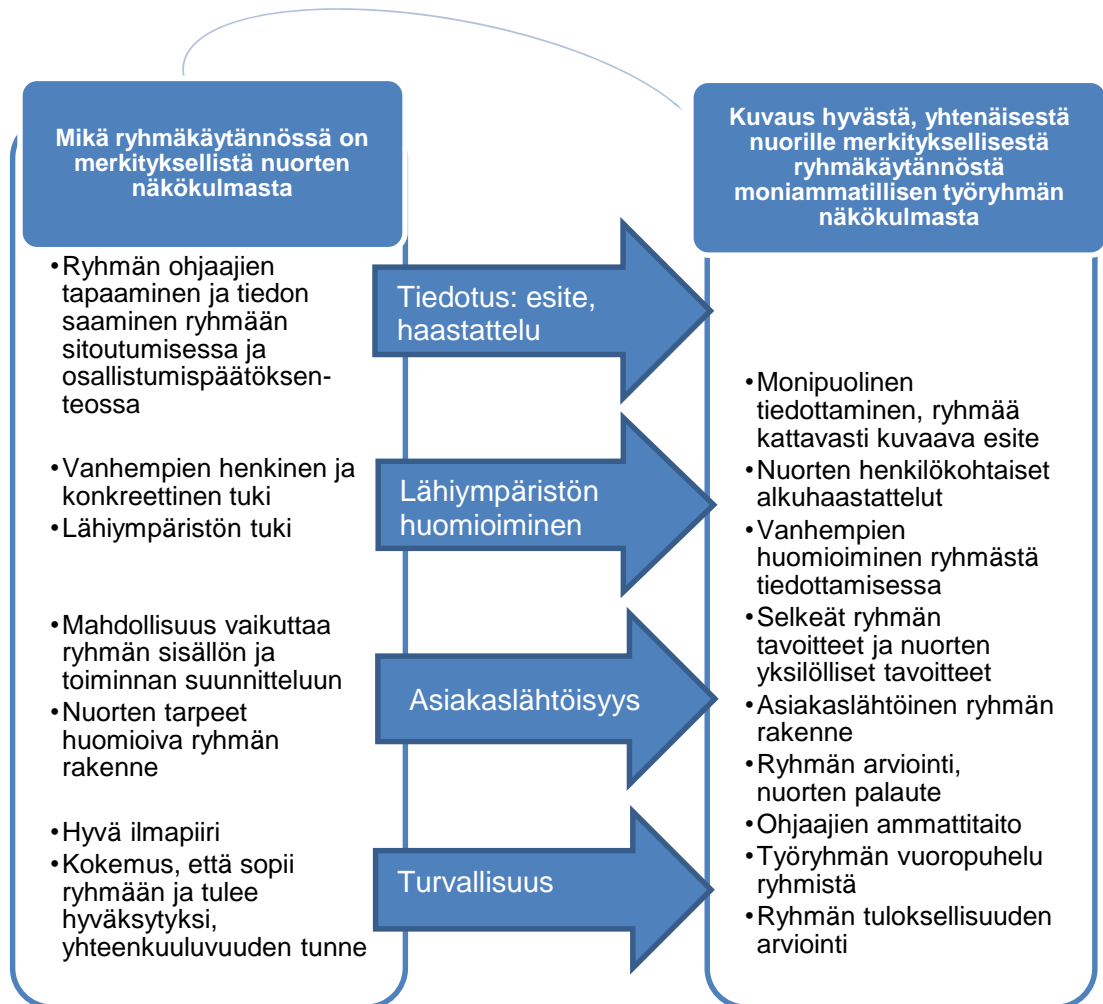 Mikä ryhmäkäytännössä on
merkityksellistä nuorten
näkökulmasta
•Ryhmän ohjaajien
tapaaminen ja tiedon
saaminen ryhmään
sitoutumisessa ja
osallistumispäätöksen-
teossa
•Vanhempien henkinen ja
konkreettinen tuki
•Lähiympäristön tuki
•Mahdollisuus vaikuttaa
ryhmän sisällön ja
toiminnan suunnitteluun
•Nuorten tarpeet
huomioiva ryhmän
rakenne
•Hyvä ilmapiiri
•Kokemus, että sopii
ryhmään ja tulee
hyväksytyksi,
yhteenkuuluvuuden tunne
Tiedotus: esite,
haastattelu
Lähiympäristön
huomioiminen
Asiakaslähtöisyys
Turvallisuus
Kuvaus hyvästä, yhtenäisestä
nuorille merkityksellisestä
ryhmäkäytännöstä
moniammatillisen työryhmän
näkökulmasta
•Monipuolinen
tiedottaminen, ryhmää
kattavasti kuvaava esite
•Nuorten henkilökohtaiset
alkuhaastattelut
•Vanhempien
huomioiminen ryhmästä
tiedottamisessa
•Selkeät ryhmän
tavoitteet ja nuorten
yksilölliset tavoitteet
•Asiakaslähtöinen ryhmän
rakenne
•Ryhmän arviointi,
nuorten palaute
•Ohjaajien ammattitaito
•Työryhmän vuoropuhelu
ryhmistä
•Ryhmän tuloksellisuuden
arviointi